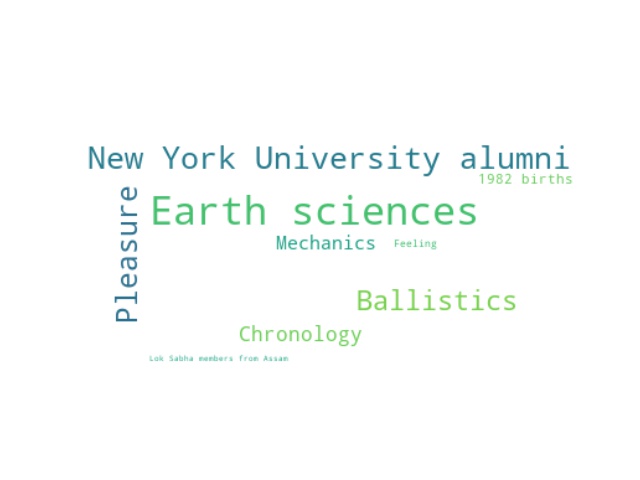 New York University alumni
1982 births
Pleasure
Earth sciences
Mechanics
Feeling
Ballistics
Chronology
Lok Sabha members from Assam